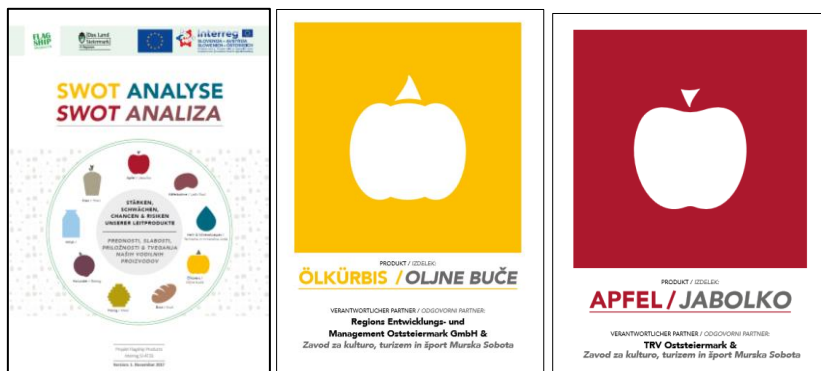 FLAG
SHIP
Das Land
Steiermark
Interreg
SLOVENIJA – AVSTRIJA
SLOWENIEN – ÖSTERREICH
SWOT ANALYSE
SWOT ANALIZA
STÄRKEN,
SCHWÄCHEN,
CHANCEN & RISIKEN
UNSERER LEITPRODUKTE
PREDNOSTI, SLABOSTI,
PRILOŽNOSTI & TVEGANJA
NAŠIH VODILNIH
PROIZVODOV
PRODUKT / IZDELEK:
ÖLKÜRBIS / OLJNE BUČE
VERANTWORTLICHER PARTNER / ODGOVORNI PARTNER:
Regions Entwicklungs- und
Management Oststeiermark GmbH &
Zavod za kulturo, turizem in šport Murska Sobota
PRODUKT / IZDELEK:
APFEL / JABOLKO
VERANTWORTLICHER PARTNER / ODGOVORNI PARTNER:
TRV Oststeiermark &
Zavod za kulturo, turizem in šport Murska Sobota